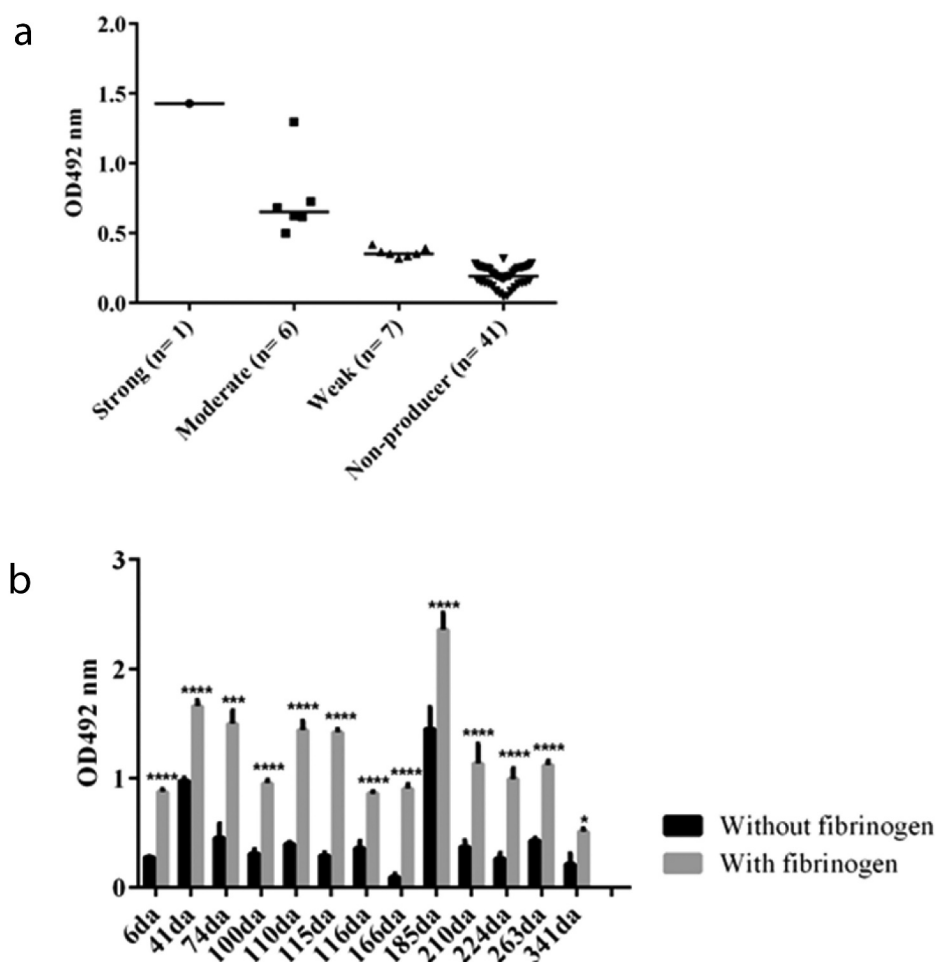 a
2.0
1.5
1.0
0.5
0.0
OD492 nm
Strong (n= 1)
Moderate (n= 6)
Weak (n= 7)
Non-producer (n= 41)
b
3
2
1
0
OD492 nm
****
****
***
****
****
****
****
****
****
****
****
****
*
6da
41da
74da
100da
110da
115da
116da
166da
185da
210da
224da
263da
341da
Without fibrinogen
With fibrinogen